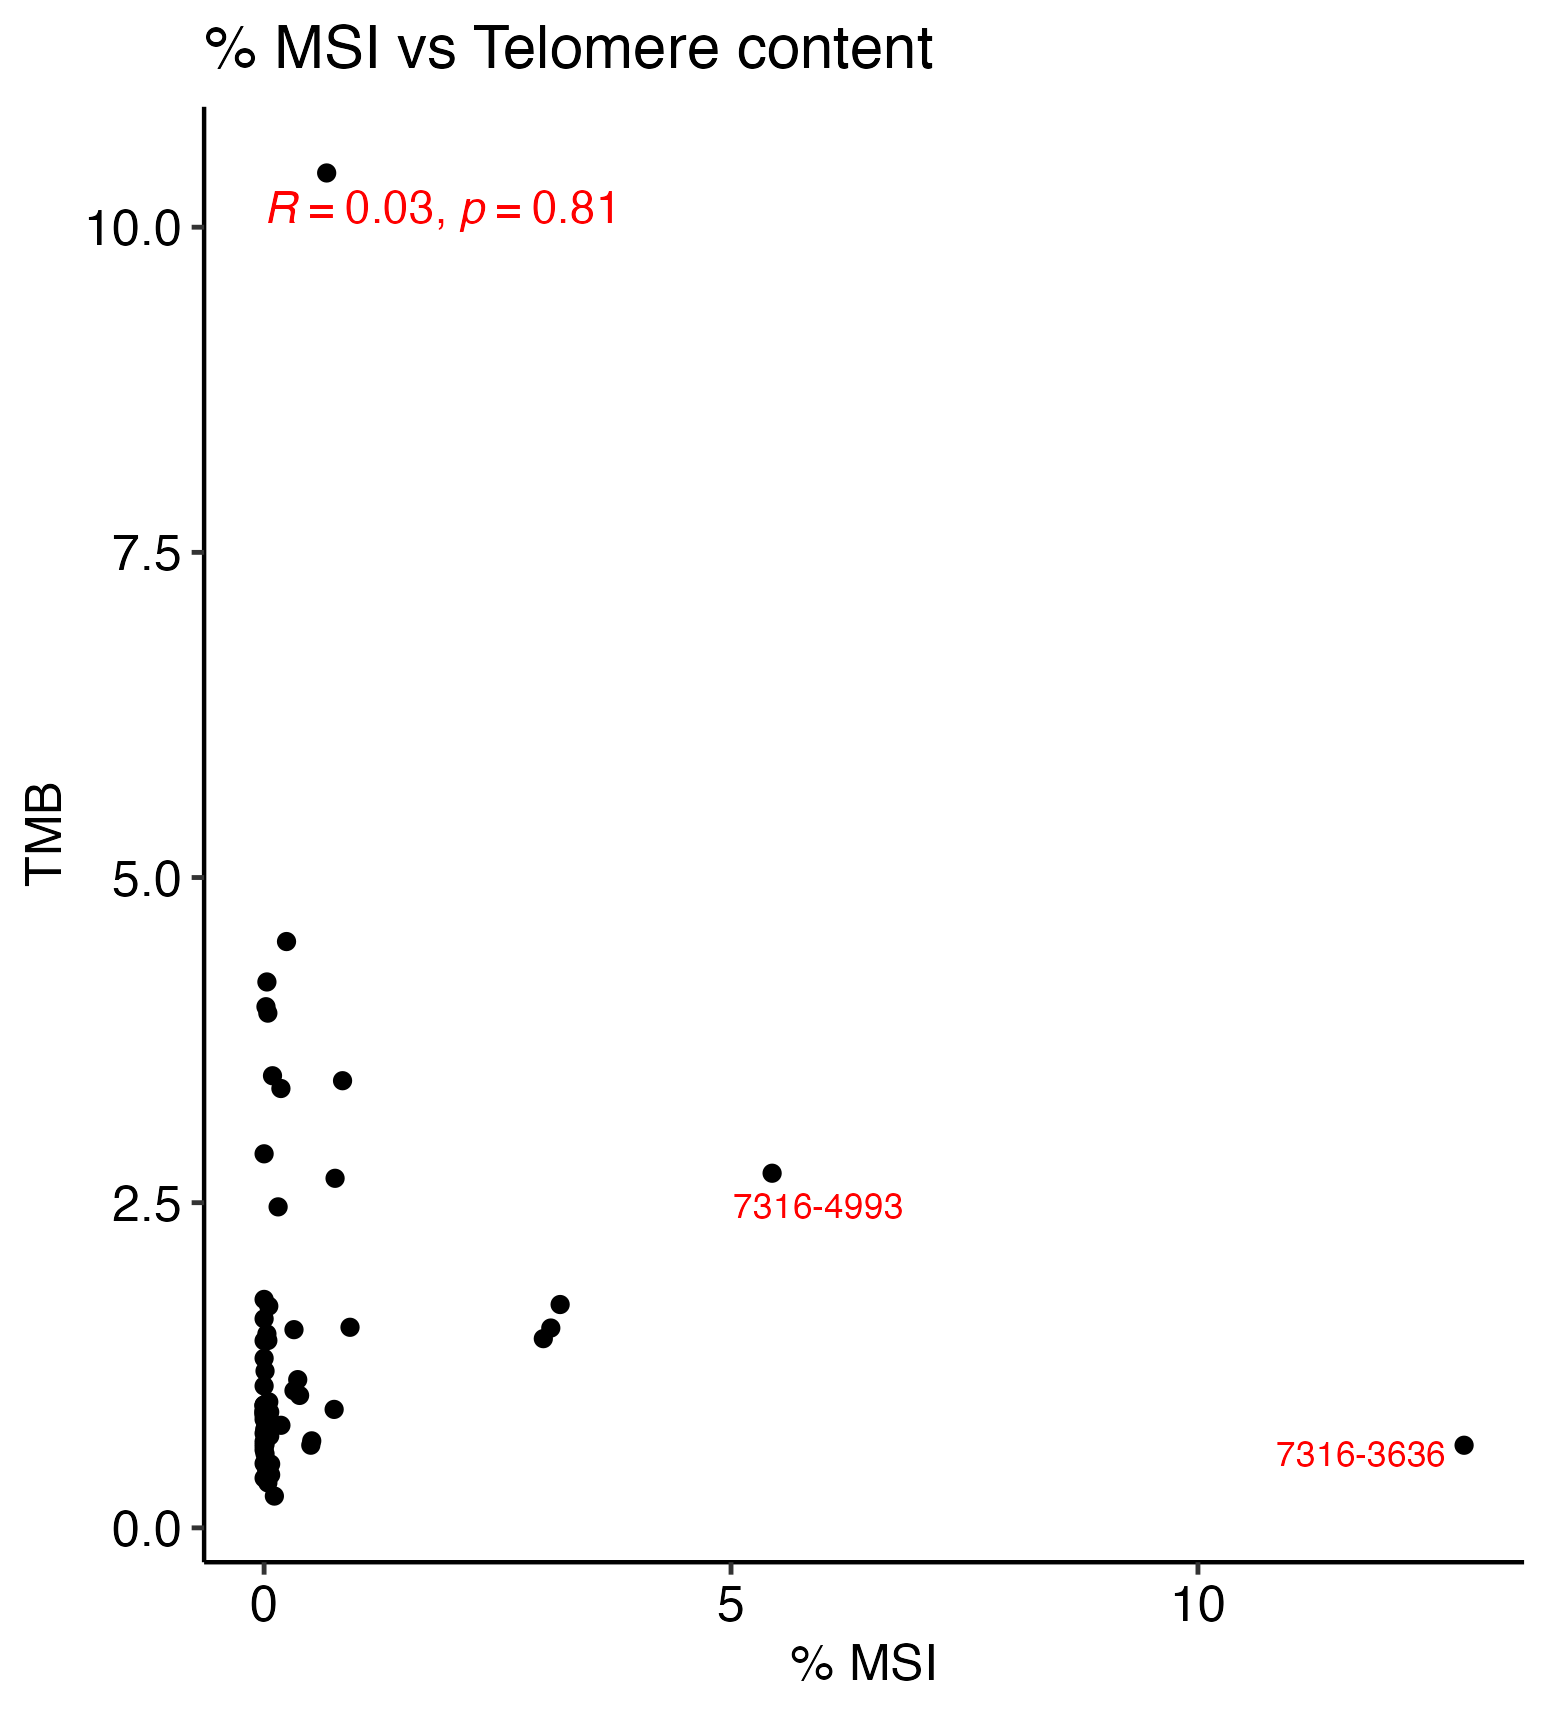 % MSI vs Telomere content
R = 0.03, p = 0.81
10.0
7.5
5.0
2.5
0.0
TMB
7316-4993
7316-3636
0 5 10
% MSI